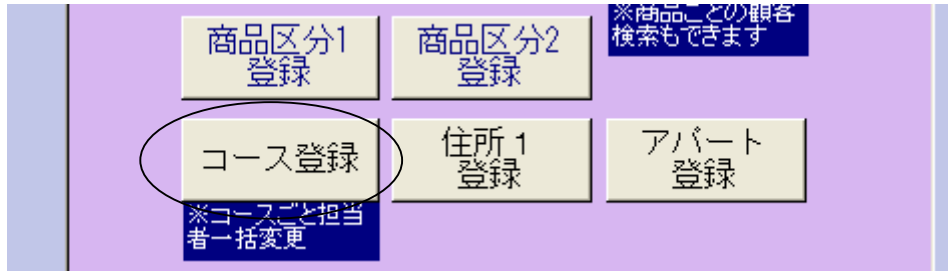 ※商品ごとの顧客
検索もできます
商品区分1
登録
商品区分2
登録
コース登録
住所1
登録
アパート
登録
※コースごと担当
者一括変更